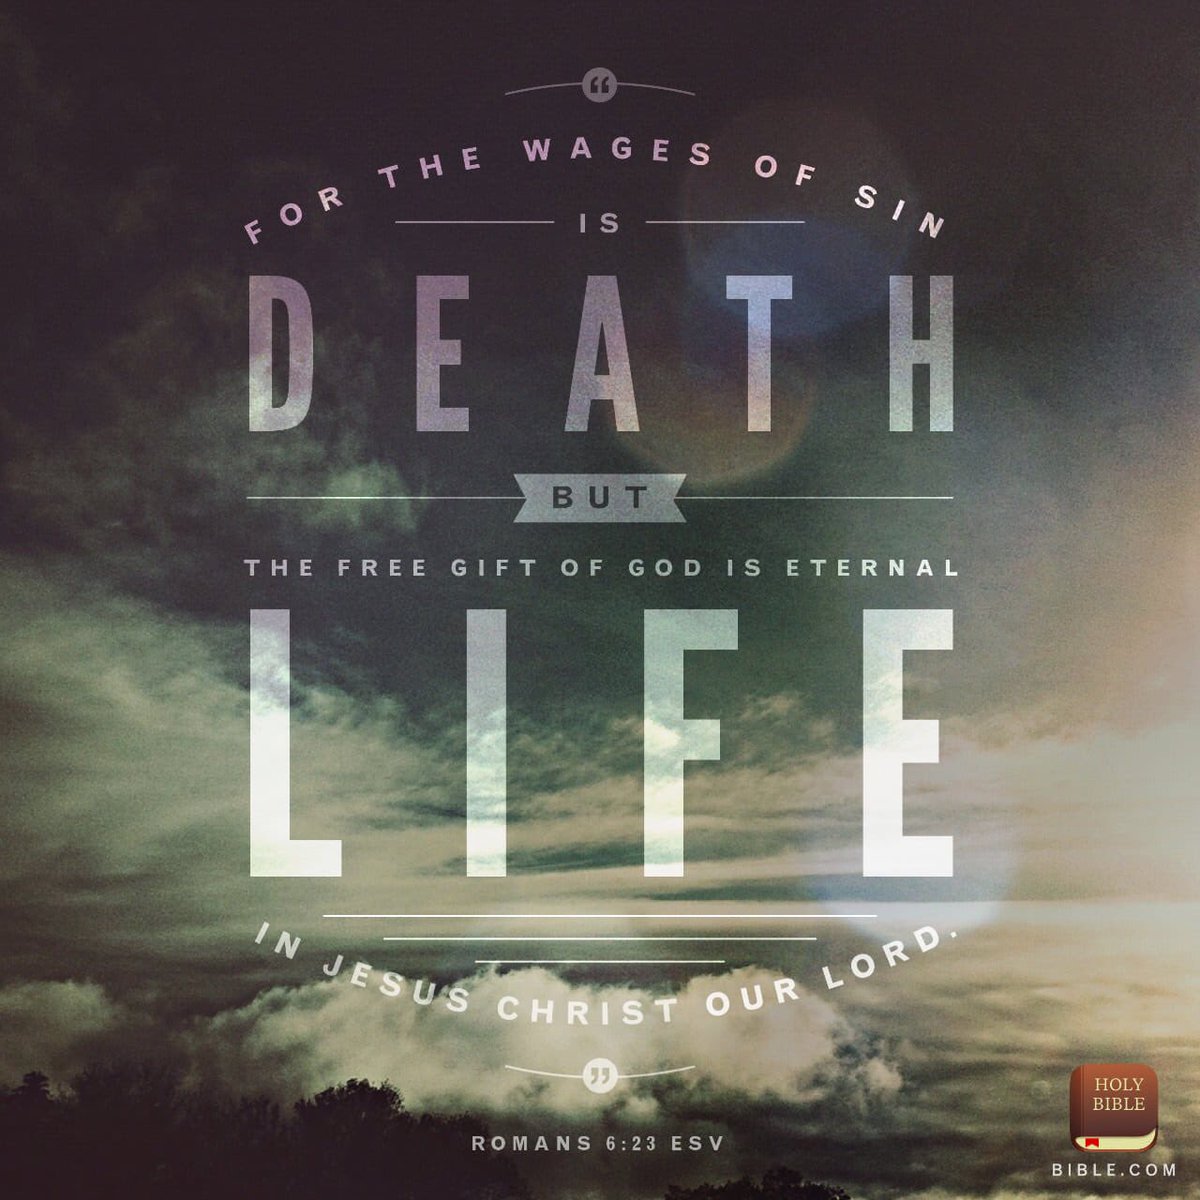 “
FOR THE WAGES OF SIN
IS
DEATH
BUT
THE FREE GIFT OF GOD IS ETERNAL
LIFE
IN JESUS CHRIST OUR LORD.
”
ROMANS 6:23 ESV
HOLY
BIBLE
BIBLE.COM